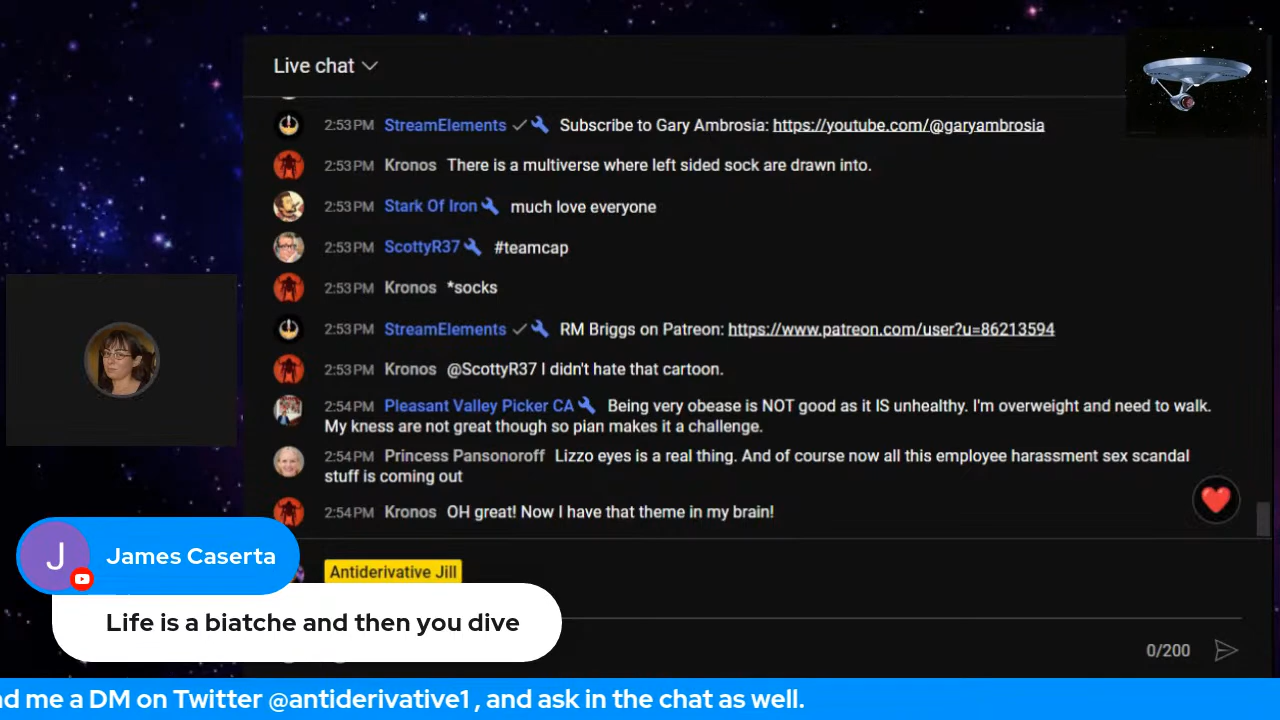 Live chat
2:53 PM StreamElements Subscribe to Gary Ambrosia: https://youtube.com/@garyambrosia
2:53 PM Kronos There is a multiverse where left sided sock are drawn into.
2:53 PM Stark Of Iron much love everyone
2:53 PM ScottyR37 #teamcap
2:53 PM Kronos *socks
2:53 PM StreamElements RM Briggs on Patreon: https://www.patreon.com/user?u=86213594
2:53 PM Kronos @ScottyR37 I didn't hate that cartoon.
2:54 PM Pleasant Valley Picker CA Being very obease is NOT good as it IS unhealthy. I'm overweight and need to walk.
My kness are not great though so pian makes it a challenge.
2:54 PM Princess Pansonoroff Lizzo eyes is a real thing. And of course now all this employee harassment sex scandal
stuff is coming out
2:54 PM Kronos OH great! Now I have that theme in my brain!
J James Caserta
Antiderivative Jill
Life is a biatche and then you dive
0/200
me a DM on Twitter @antiderivative1 , and ask in the chat as well.